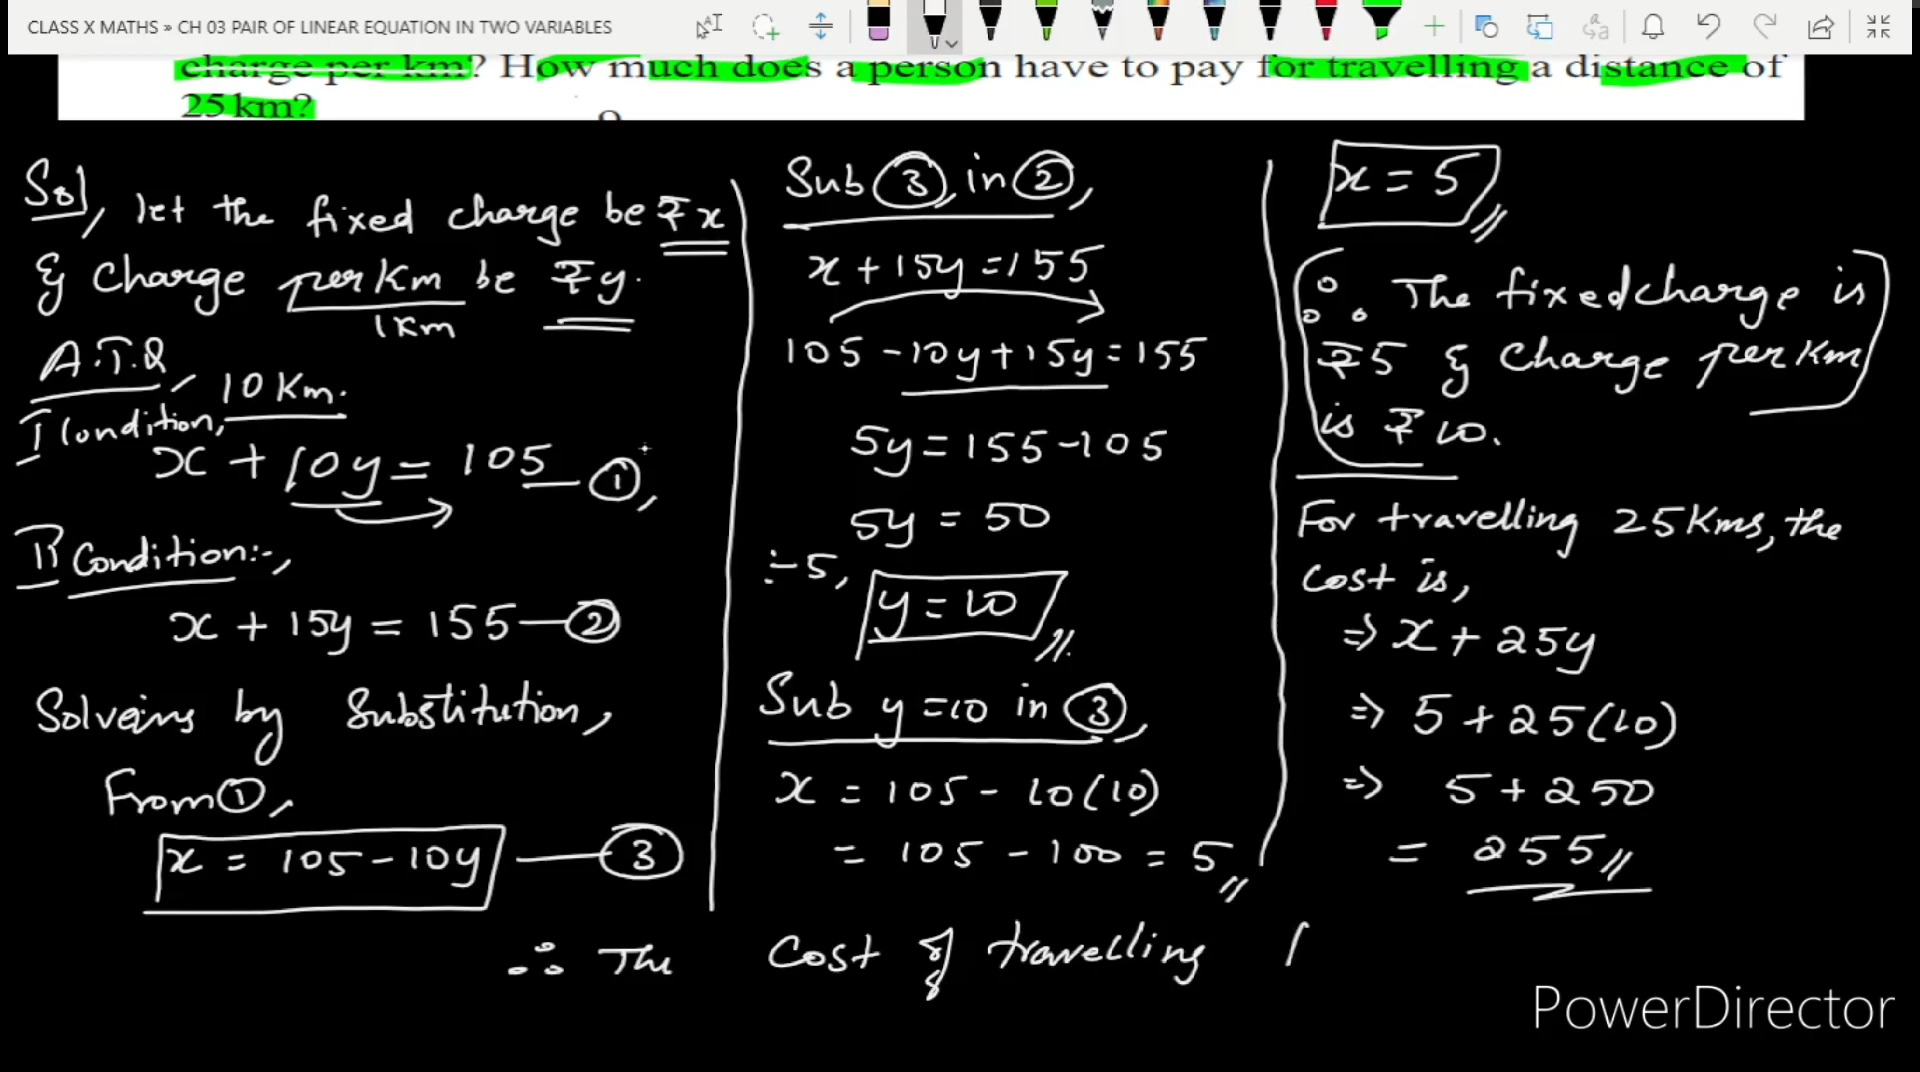 CLASS X MATHS » CH 03 PAIR OF LINEAR EQUATION IN TWO VARIABLES
charge per km? How much does a person have to pay for travelling a distance of
25 km?
Sol, let the fixed charge be ₹x
& charge per km be ₹y.
1 km
A.T.Q
I Condition, 10 km.
x + 10y = 105 — ①,
II Condition:-,
x + 15y = 155 — ②
Solveing by Substitution,
From ①,
x = 105 - 10y — ③
Sub ③, in ②,
x + 15y = 155
105 - 10y + 15y = 155
5y = 155 - 105
5y = 50
÷ 5,
y = 10
Sub y = 10 in ③,
x = 105 - 10(10)
= 105 - 100 = 5
x = 5
∴ The fixed charge is
₹5 & charge per km
is ₹10.
For travelling 25 Kms, the
cost is,
⇒ x + 25y
⇒ 5 + 25(10)
⇒ 5 + 250
= 255
∴ The cost of travelling
PowerDirector